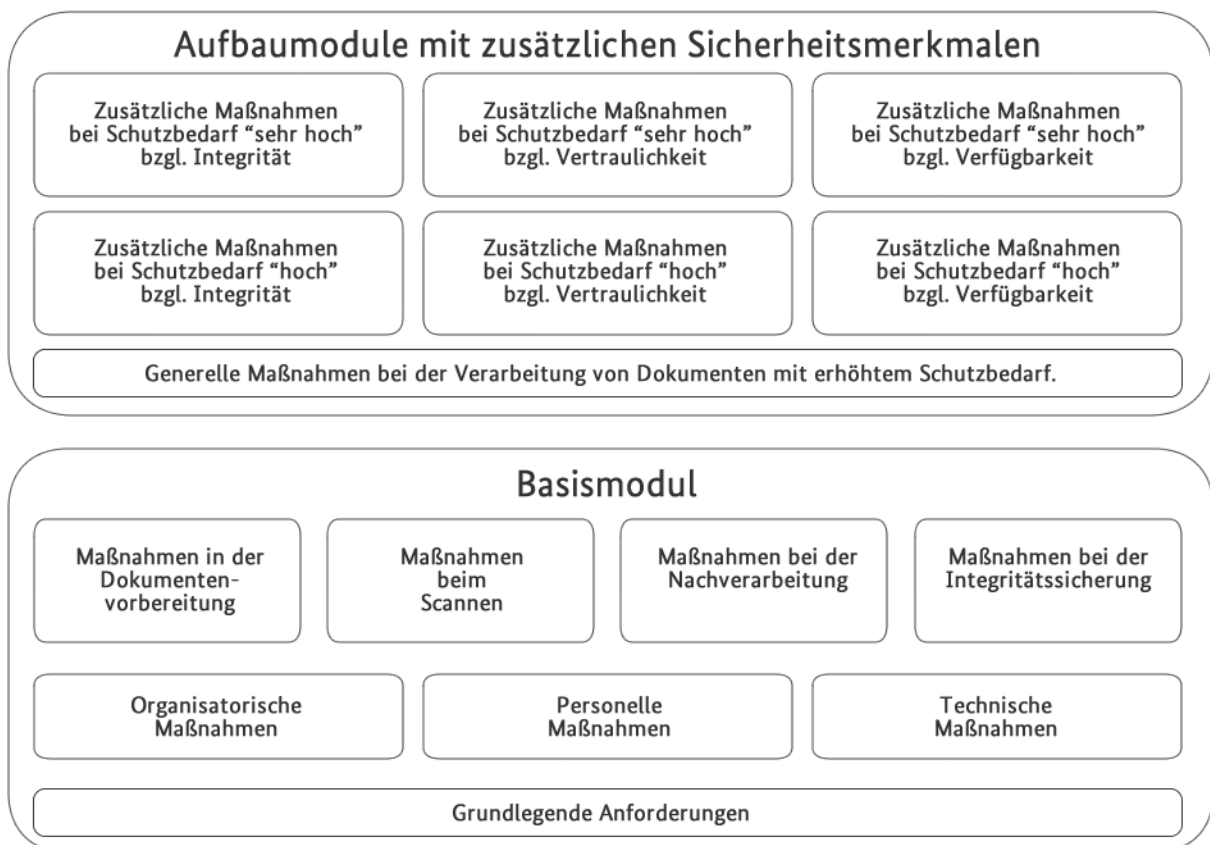 Aufbaumodule mit zusätzlichen Sicherheitsmerkmalen
Zusätzliche Maßnahmen
bei Schutzbedarf “sehr hoch”
bzgl. Integrität
Zusätzliche Maßnahmen
bei Schutzbedarf “sehr hoch”
bzgl. Vertraulichkeit
Zusätzliche Maßnahmen
bei Schutzbedarf “sehr hoch”
bzgl. Verfügbarkeit
Zusätzliche Maßnahmen
bei Schutzbedarf “hoch”
bzgl. Integrität
Zusätzliche Maßnahmen
bei Schutzbedarf “hoch”
bzgl. Vertraulichkeit
Zusätzliche Maßnahmen
bei Schutzbedarf “hoch”
bzgl. Verfügbarkeit
Generelle Maßnahmen bei der Verarbeitung von Dokumenten mit erhöhtem Schutzbedarf.
Basismodul
Maßnahmen in der
Dokumenten-
vorbereitung
Maßnahmen
beim
Scannen
Maßnahmen bei der
Nachverarbeitung
Maßnahmen bei der
Integritätssicherung
Organisatorische
Maßnahmen
Personelle
Maßnahmen
Technische
Maßnahmen
Grundlegende Anforderungen